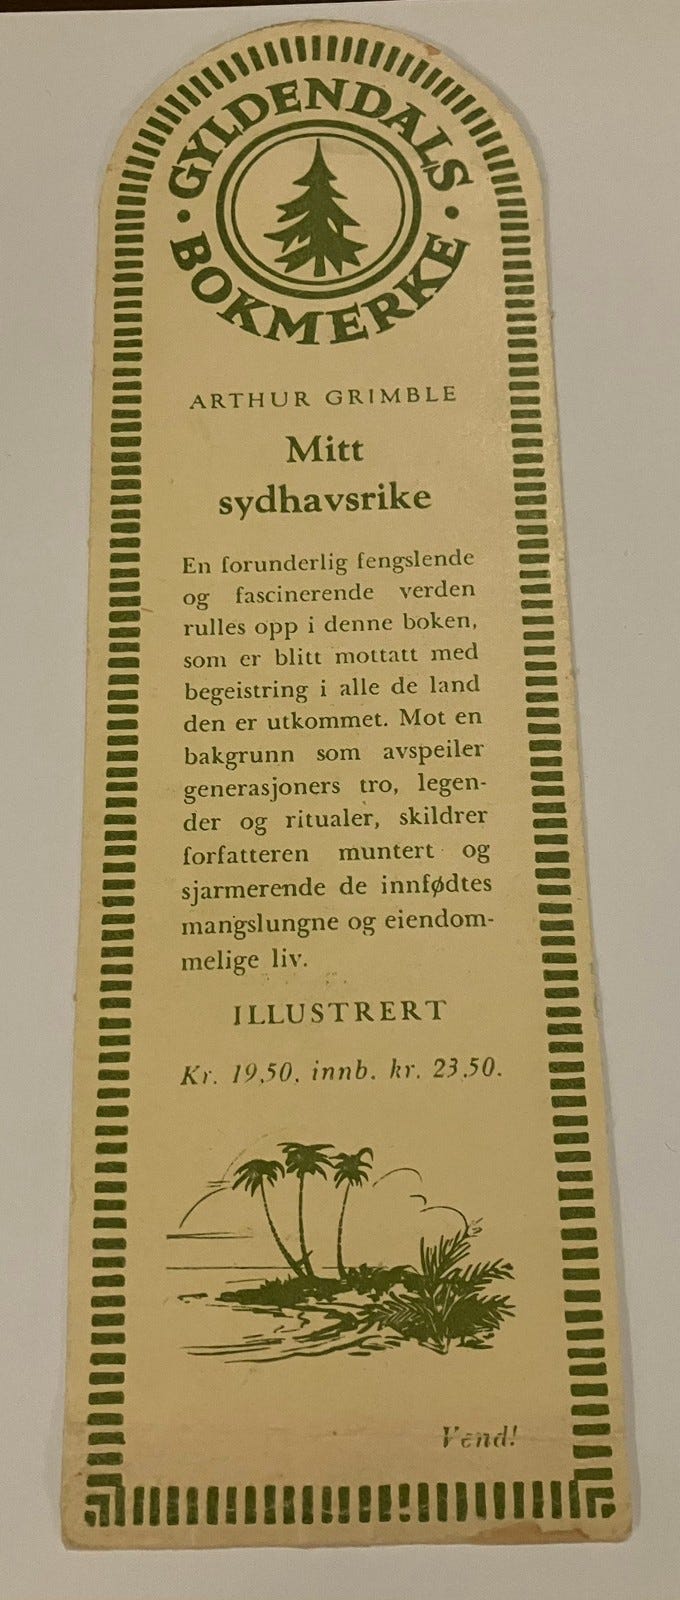 GYLDENDALS
BOKMERKE
ARTHUR GRIMBLE
Mitt
sydhavsrike
En forunderlig fengslende
og fascinerende verden
rulles opp i denne boken,
som er blitt mottatt med
begeistring i alle de land
den er utkommet. Mot en
bakgrunn som avspeiler
generasjoners tro, legen-
der og ritualer, skildrer
forfatteren muntert og
sjarmerende de innfødtes
mangslungne og eiendom-
melige liv.
ILLUSTRERT
Kr. 19,50, innb. kr. 23,50.
Vend!